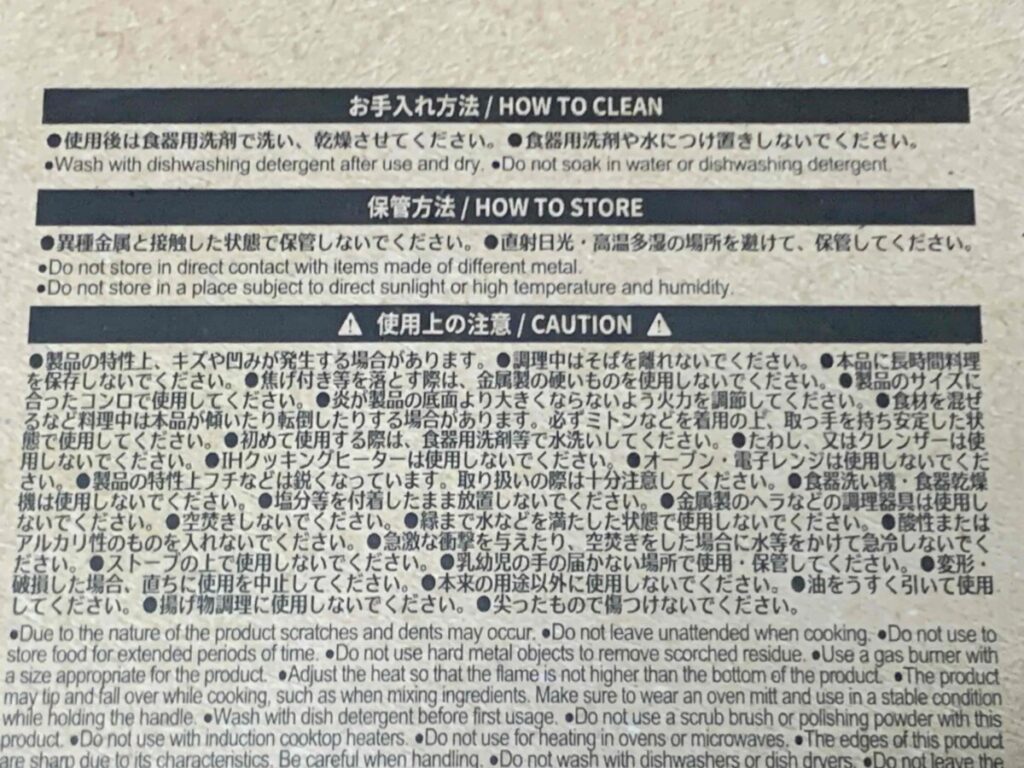 お手入れ方法 / HOW TO CLEAN
●使用後は食器用洗剤で洗い、乾燥させてください。●食器用洗剤や水につけ置きしないでください。
●Wash with dishwashing detergent after use and dry. ●Do not soak in water or dishwashing detergent.
保管方法 / HOW TO STORE
●異種金属と接触した状態で保管しないでください。●直射日光・高温多湿の場所を避けて、保管してください。
●Do not store in direct contact with items made of different metal.
●Do not store in a place subject to direct sunlight or high temperature and humidity.
⚠ 使用上の注意 / CAUTION ⚠
●製品の特性上、キズや凹みが発生する場合があります。●調理中はそばを離れないでください。●本品に長時間料理
を保存しないでください。●焦げ付き等を落とす際は、金属製の硬いものを使用しないでください。●製品のサイズに
合ったコンロで使用してください。●炎が製品の底面より大きくならないよう火力を調節してください。●食材を混ぜ
るなど料理中は本品が傾いたり転倒したりする場合があります。必ずミトンなどを着用の上、取っ手を持ち安定した状
態で使用してください。●初めて使用する際は、食器用洗剤等で水洗いしてください。●たわし、又はクレンザーは使
用しないでください。●IHクッキングヒーターは使用しないでください。●オーブン・電子レンジは使用しないでくだ
さい。●製品の特性上フチなどは鋭くなっています。取り扱いの際は十分注意してください。●食器洗い機・食器乾燥
機は使用しないでください。●塩分等を付着したまま放置しないでください。●金属製のヘラなどの調理器具は使用し
ないでください。●空焚きしないでください。●縁まで水などを満たした状態で使用しないでください。●酸性または
アルカリ性のものを入れないでください。●急激な衝撃を与えたり、空焚きをした場合に水等をかけて急冷しないでく
ださい。●ストーブの上で使用しないでください。●乳幼児の手の届かない場所で使用・保管してください。●変形・
破損した場合、直ちに使用を中止してください。●本来の用途以外に使用しないでください。●油をうすく引いて使用
してください。●揚げ物調理に使用しないでください。●尖ったもので傷つけないでください。
●Due to the nature of the product scratches and dents may occur. ●Do not leave unattended when cooking. ●Do not use to
store food for extended periods of time. ●Do not use hard metal objects to remove scorched residue. ●Use a gas burner with
a size appropriate for the product. ●Adjust the heat so that the flame is not higher than the bottom of the product. ●The product
may tip and fall over while cooking, such as when mixing ingredients. Make sure to wear an oven mitt and use in a stable condition
while holding the handle. ●Wash with dish detergent before first usage. ●Do not use a scrub brush or polishing powder with this
product. ●Do not use with induction cooktop heaters. ●Do not use for heating in ovens or microwaves. ●The edges of this product
are sharp due to its characteristics. Be careful when handling. ●Do not wash with dishwashers or dish dryers. ●Do not leave the